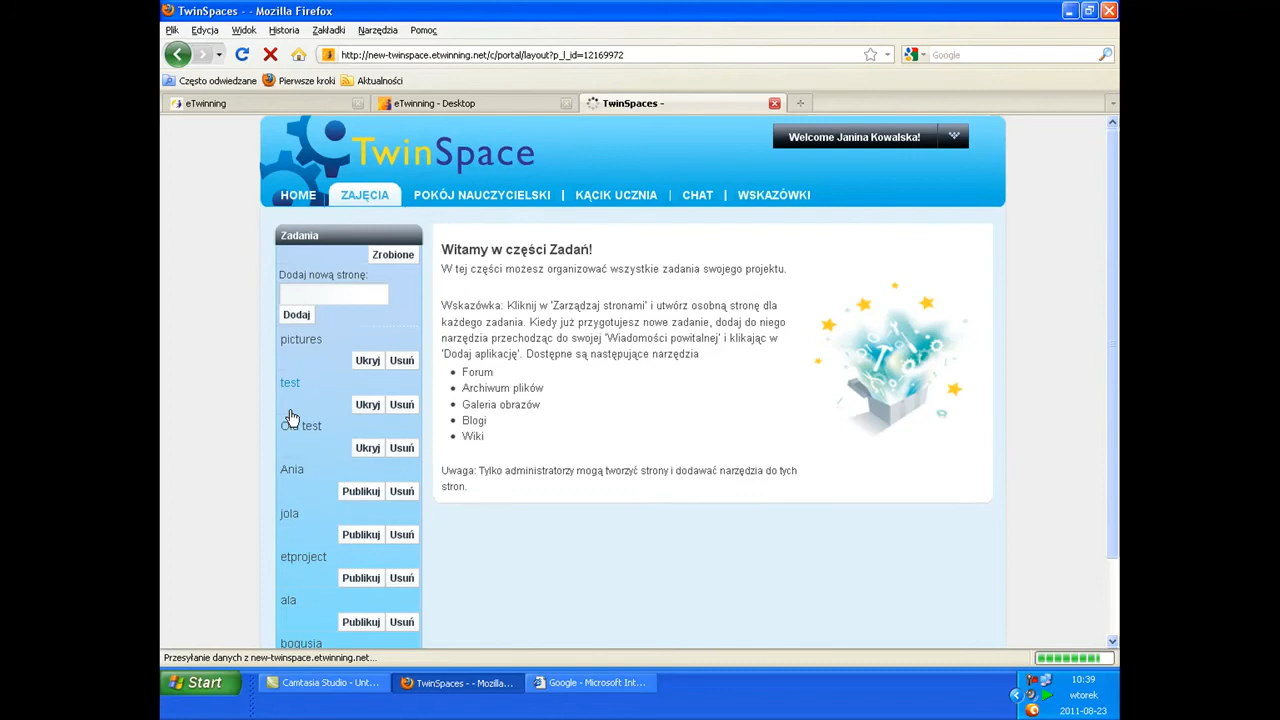 TwinSpaces - - Mozilla Firefox
Plik Edycja Widok Historia Zakładki Narzędzia Pomoc
http://new-twinspace.etwinning.net/c/portal/layout?p_l_id=12169972
Google
Często odwiedzane Pierwsze kroki Aktualności
eTwinning
eTwinning - Desktop
TwinSpaces -
TwinSpace
Welcome Janina Kowalska!
HOME ZAJĘCIA POKÓJ NAUCZYCIELSKI | KĄCIK UCZNIA | CHAT | WSKAZÓWKI
Zadania
Zrobione
Dodaj nową stronę:
Dodaj
pictures
Ukryj Usuń
test
Ukryj Usuń
Old test
Ukryj Usuń
Ania
Publikuj Usuń
jola
Publikuj Usuń
etproject
Publikuj Usuń
ala
Publikuj Usuń
bogusia
Witamy w części Zadań!
W tej części możesz organizować wszystkie zadania swojego projektu.
Wskazówka: Kliknij w 'Zarządzaj stronami' i utwórz osobną stronę dla
każdego zadania. Kiedy już przygotujesz nowe zadanie, dodaj do niego
narzędzia przechodząc do swojej 'Wiadomości powitalnej' i klikając w
'Dodaj aplikację'. Dostępne są następujące narzędzia
Forum
Archiwum plików
Galeria obrazów
Blogi
Wiki
Uwaga: Tylko administratorzy mogą tworzyć strony i dodawać narzędzia do tych
stron.
Przesyłanie danych z new-twinspace.etwinning.net...
Start
Camtasia Studio - Unt...
TwinSpaces - - Mozilla...
Google - Microsoft Int...
10:39
wtorek
2011-08-23